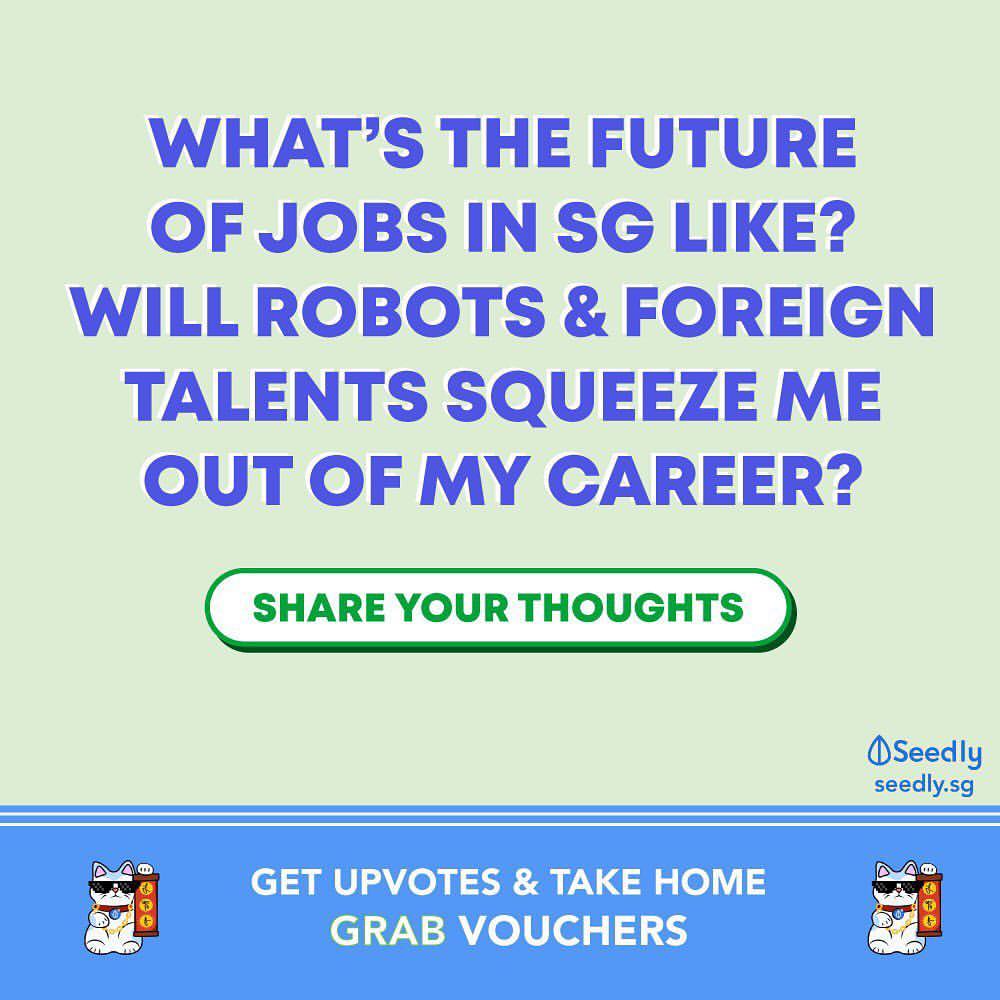 WHAT'S THE FUTURE
OF JOBS IN SG LIKE?
WILL ROBOTS & FOREIGN
TALENTS SQUEEZE ME
OUT OF MY CAREER?
SHARE YOUR THOUGHTS
Seedly
seedly.sg
GET UPVOTES & TAKE HOME
GRAB VOUCHERS